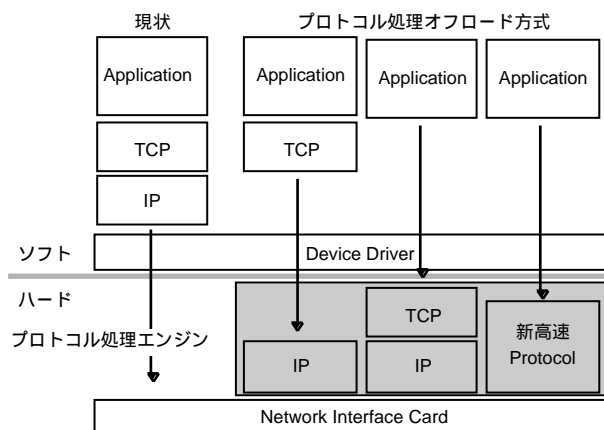 現状
プロトコル処理オフロード方式
Application
Application
Application
Application
TCP
TCP
IP
ソフト
Device Driver
ハード
TCP
新高速
Protocol
プロトコル処理エンジン
IP
IP
Network Interface Card